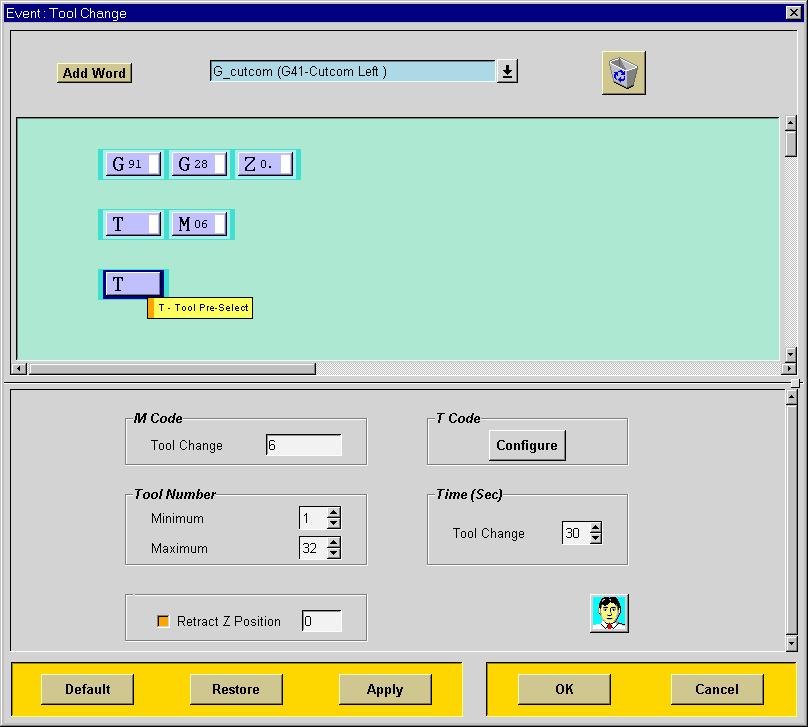 Event : Tool Change
Add Word
G_cutcom (G41-Cutcom Left )
G 91 G 28 Z 0.
T M 06
T
T - Tool Pre-Select
M Code
Tool Change 6
T Code
Configure
Tool Number
Minimum 1
Maximum 32
Time (Sec)
Tool Change 30
Retract Z Position 0
Default Restore Apply OK Cancel